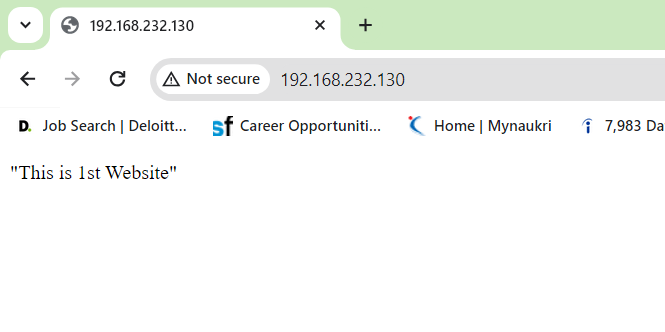 192.168.232.130
Not secure 192.168.232.130
D. Job Search | Deloitt... sf Career Opportuniti... Home | Mynaukri 7,983 Da
"This is 1st Website"